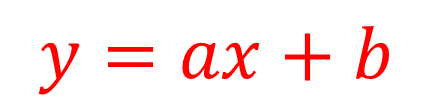 y = ax + b